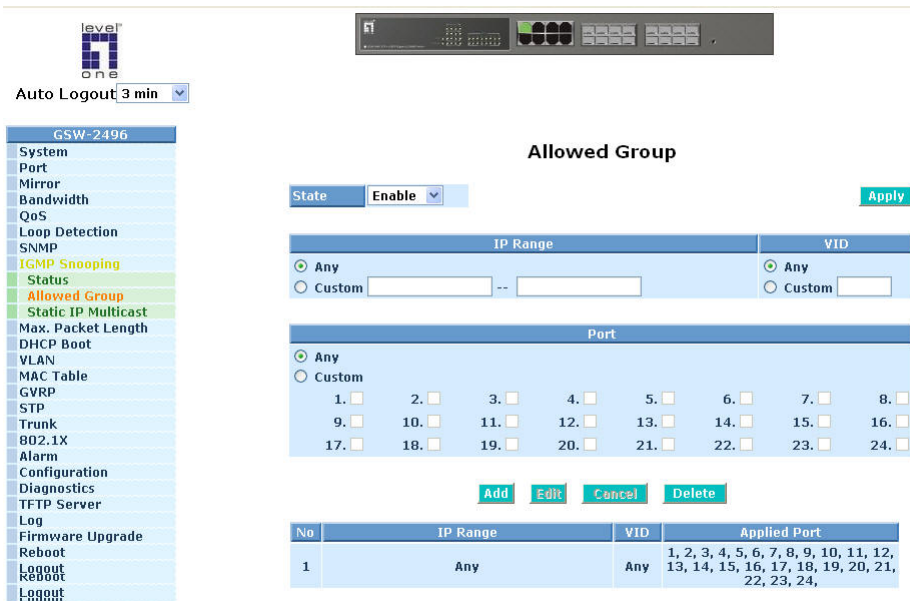 level
one
Auto Logout 3 min
GSW-2496
System
Port
Mirror
Bandwidth
QoS
Loop Detection
SNMP
IGMP Snooping
Status
Allowed Group
Static IP Multicast
Max. Packet Length
DHCP Boot
VLAN
MAC Table
GVRP
STP
Trunk
802.1X
Alarm
Configuration
Diagnostics
TFTP Server
Log
Firmware Upgrade
Reboot
Logout
Reboot
Logout
Allowed Group
State Enable Apply
IP Range VID
Any Any
Custom -- Custom
Port
Any
Custom
1. 2. 3. 4. 5. 6. 7. 8.
9. 10. 11. 12. 13. 14. 15. 16.
17. 18. 19. 20. 21. 22. 23. 24.
Add Edit Cancel Delete
No IP Range VID Applied Port
1 Any Any 1, 2, 3, 4, 5, 6, 7, 8, 9, 10, 11, 12,
13, 14, 15, 16, 17, 18, 19, 20, 21,
22, 23, 24,